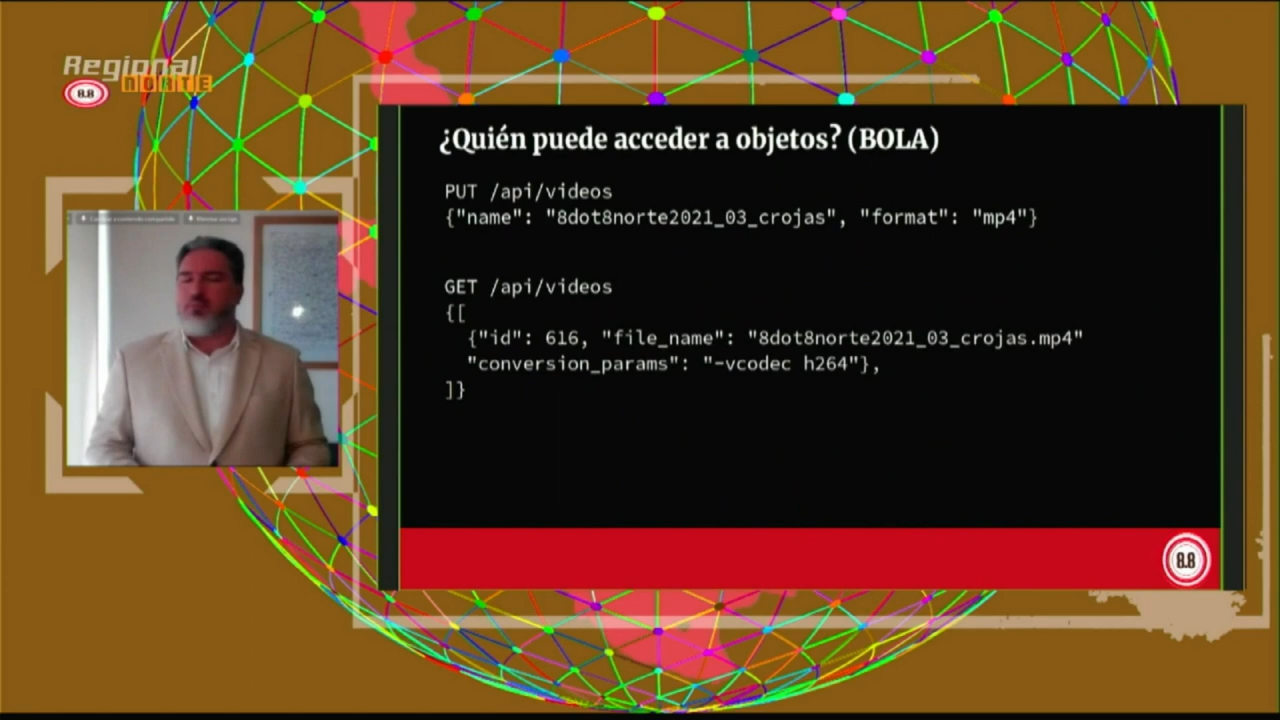 Regional
NORTE
8.8
¿Quién puede acceder a objetos? (BOLA)
PUT /api/videos
{"name": "8dot8norte2021_03_crojas", "format": "mp4"}
GET /api/videos
{[
{"id": 616, "file_name": "8dot8norte2021_03_crojas.mp4"
"conversion_params": "-vcodec h264"},
]}
8.8